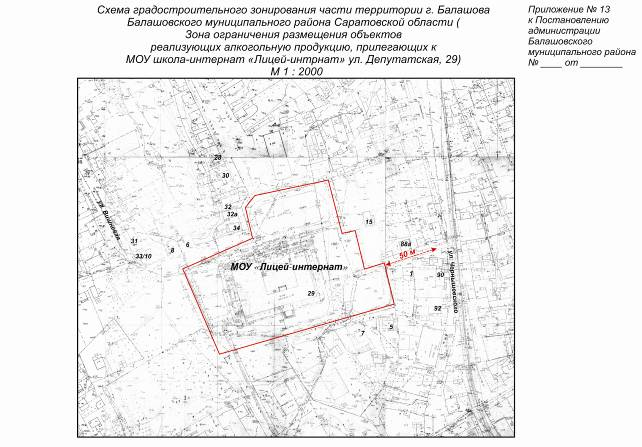 Схема градостроительного зонирования части территории г. Балашова
Балашовского муниципального района Саратовской области (
Зона ограничения размещения объектов
реализующих алкогольную продукцию, прилегающих к
МОУ школа-интернат «Лицей-интрнат» ул. Депутатская, 29)
М 1 : 2000
Приложение № 13
к Постановлению
администрации
Балашовского
муниципального района
№ ____ от ________
28
30
32
32а
34
15
31
33/10
8
6
88а
50 м
МОУ «Лицей-интернат»
29
1
90
92
ул. Чернышевского
7
5